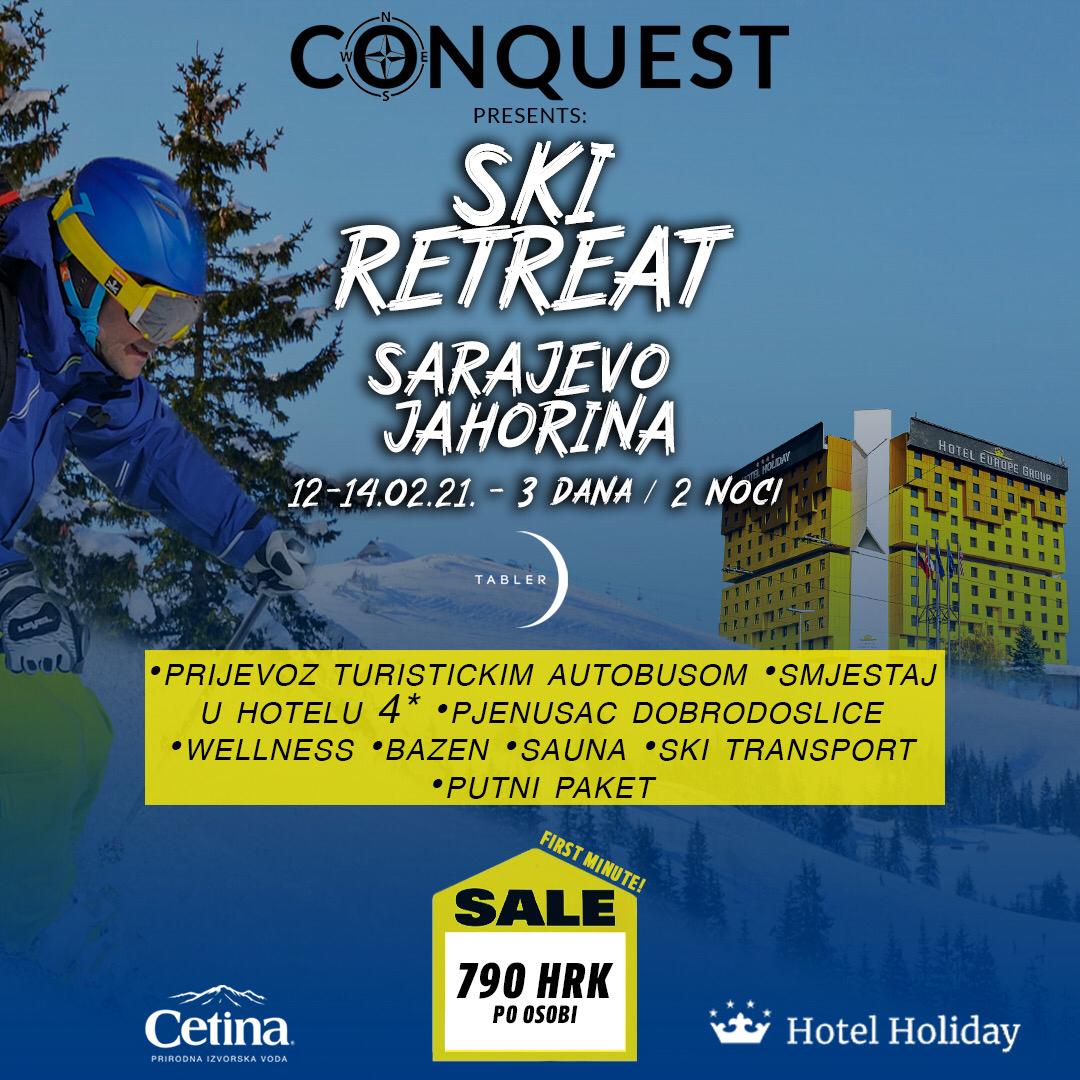 CONQUEST
N
W
E
S
PRESENTS:
SKI
RETREAT
SARAJEVO
JAHORINA
12-14.02.21. - 3 DANA / 2 NOCI
HOTEL HOLIDAY
HOTEL EUROPE GROUP
TABLER
•PRIJEVOZ TURISTICKIM AUTOBUSOM •SMJESTAJ
U HOTELU 4* •PJENUSAC DOBRODOSLICE
•WELLNESS •BAZEN •SAUNA •SKI TRANSPORT
•PUTNI PAKET
FIRST MINUTE!
SALE
790 HRK
PO OSOBI
Cetina
PRIRODNA IZVORSKA VODA
Hotel Holiday